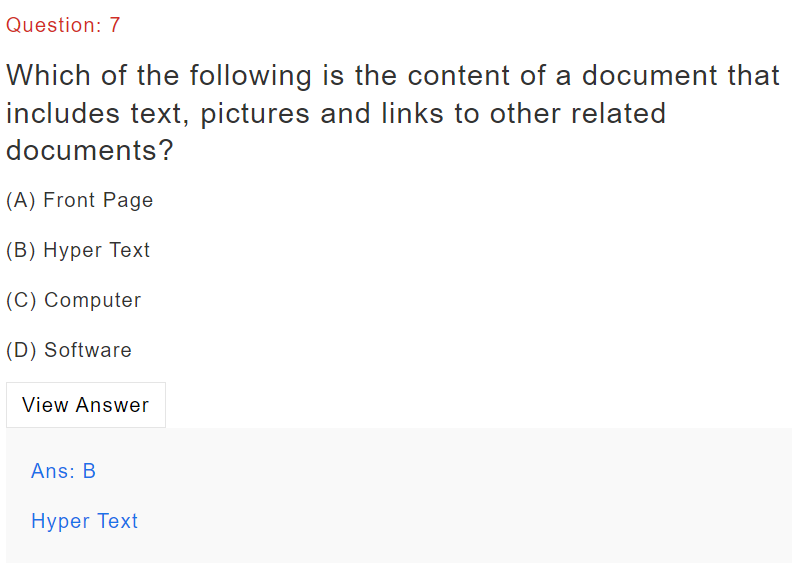 Question: 7
Which of the following is the content of a document that
includes text, pictures and links to other related
documents?
(A) Front Page
(B) Hyper Text
(C) Computer
(D) Software
View Answer
Ans: B
Hyper Text